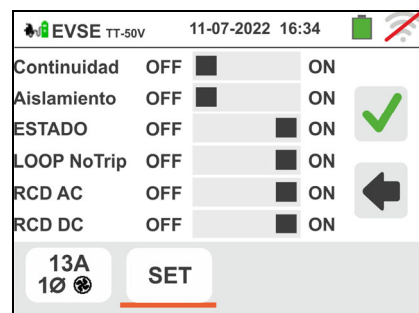 EVSE TT-50V 11-07-2022 16:34
Continuidad OFF ON
Aislamiento OFF ON
ESTADO OFF ON
LOOP NoTrip OFF ON
RCD AC OFF ON
RCD DC OFF ON
13A
1Ø
SET